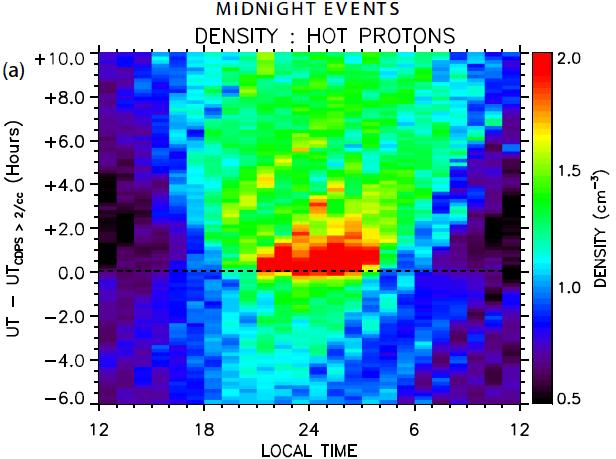 MIDNIGHT EVENTS
DENSITY : HOT PROTONS
(a)
+10.0
+8.0
+6.0
+4.0
+2.0
0.0
-2.0
-4.0
-6.0
UT - UT CDPS > 2/cc (Hours)
12 18 24 6 12
LOCAL TIME
2.0
1.5
1.0
0.5
DENSITY (cm⁻³)